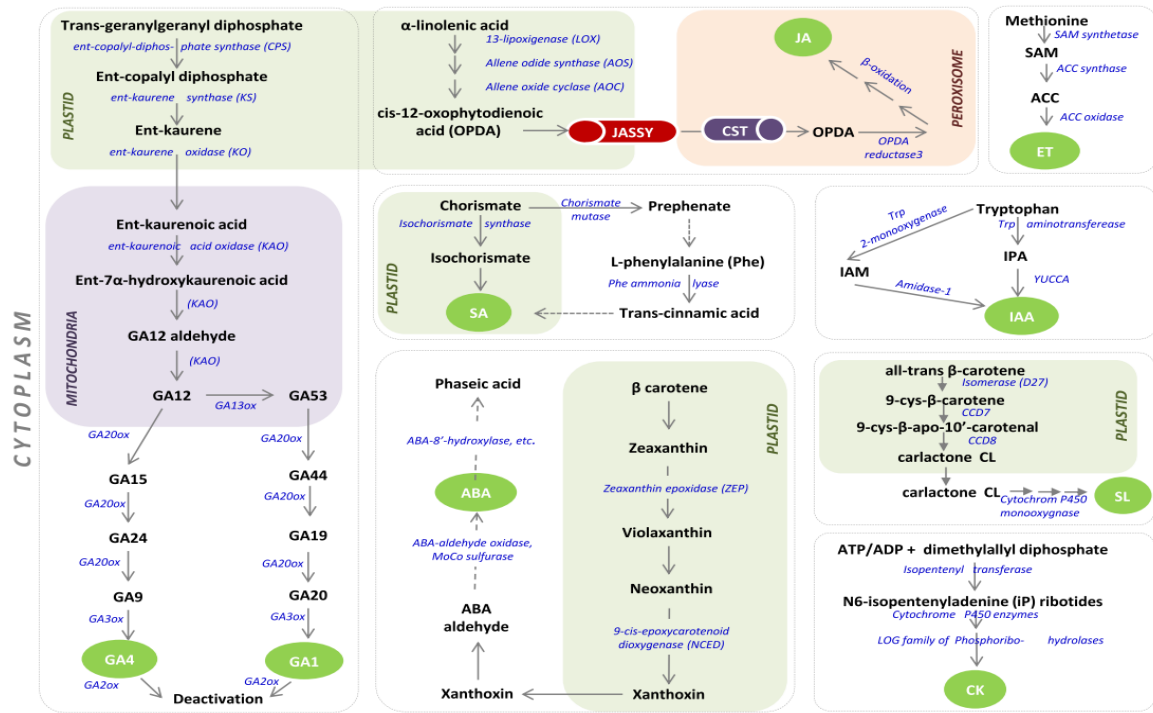 CYTOPLASM
Trans-geranylgeranyl diphosphate
ent-copalyl-diphos- phate synthase (CPS)
Ent-copalyl diphosphate
ent-kaurene synthase (KS)
Ent-kaurene
ent-kaurene oxidase (KO)
PLASTID
Ent-kaurenoic acid
ent-kaurenoic acid oxidase (KAO)
Ent-7α-hydroxykaurenoic acid
(KAO)
GA12 aldehyde
(KAO)
MITOCHONDRIA
GA12
GA13ox
GA53
GA20ox
GA20ox
GA15
GA44
GA20ox
GA20ox
GA24
GA19
GA20ox
GA20ox
GA9
GA20
GA3ox
GA3ox
GA4
GA1
GA2ox
GA2ox
Deactivation
α-linolenic acid
13-lipoxigenase (LOX)
Allene odide synthase (AOS)
Allene oxide cyclase (AOC)
cis-12-oxophytodienoic
acid (OPDA)
JASSY
CST
OPDA
OPDA
reductase3
β-oxidation
JA
PEROXISOME
Methionine
SAM synthetase
SAM
ACC synthase
ACC
ACC oxidase
ET
Chorismate
Chorismate
mutase
Prephenate
Isochorismate synthase
Isochorismate
L-phenylalanine (Phe)
Phe ammonia lyase
PLASTID
SA
Trans-cinnamic acid
Tryptophan
Trp
2-monooxygenase
Trp aminotransferease
IAM
IPA
Amidase-1
YUCCA
IAA
Phaseic acid
ABA-8’-hydroxylase, etc.
ABA
ABA-aldehyde oxidase,
MoCo sulfurase
ABA
aldehyde
Xanthoxin
β carotene
PLASTID
Zeaxanthin
Zeaxanthin epoxidase (ZEP)
Violaxanthin
Neoxanthin
9-cis-epoxycarotenoid
dioxygenase (NCED)
Xanthoxin
all-trans β-carotene
Isomerase (D27)
9-cys-β-carotene
CCD7
9-cys-β-apo-10’-carotenal
CCD8
carlactone CL
PLASTID
carlactone CL
Cytochrom P450
monooxygnase
SL
ATP/ADP + dimethylallyl diphosphate
Isopentenyl transferase
N6-isopentenyladenine (iP) ribotides
Cytochrome P450 enzymes
LOG family of Phosphoribo- hydrolases
CK